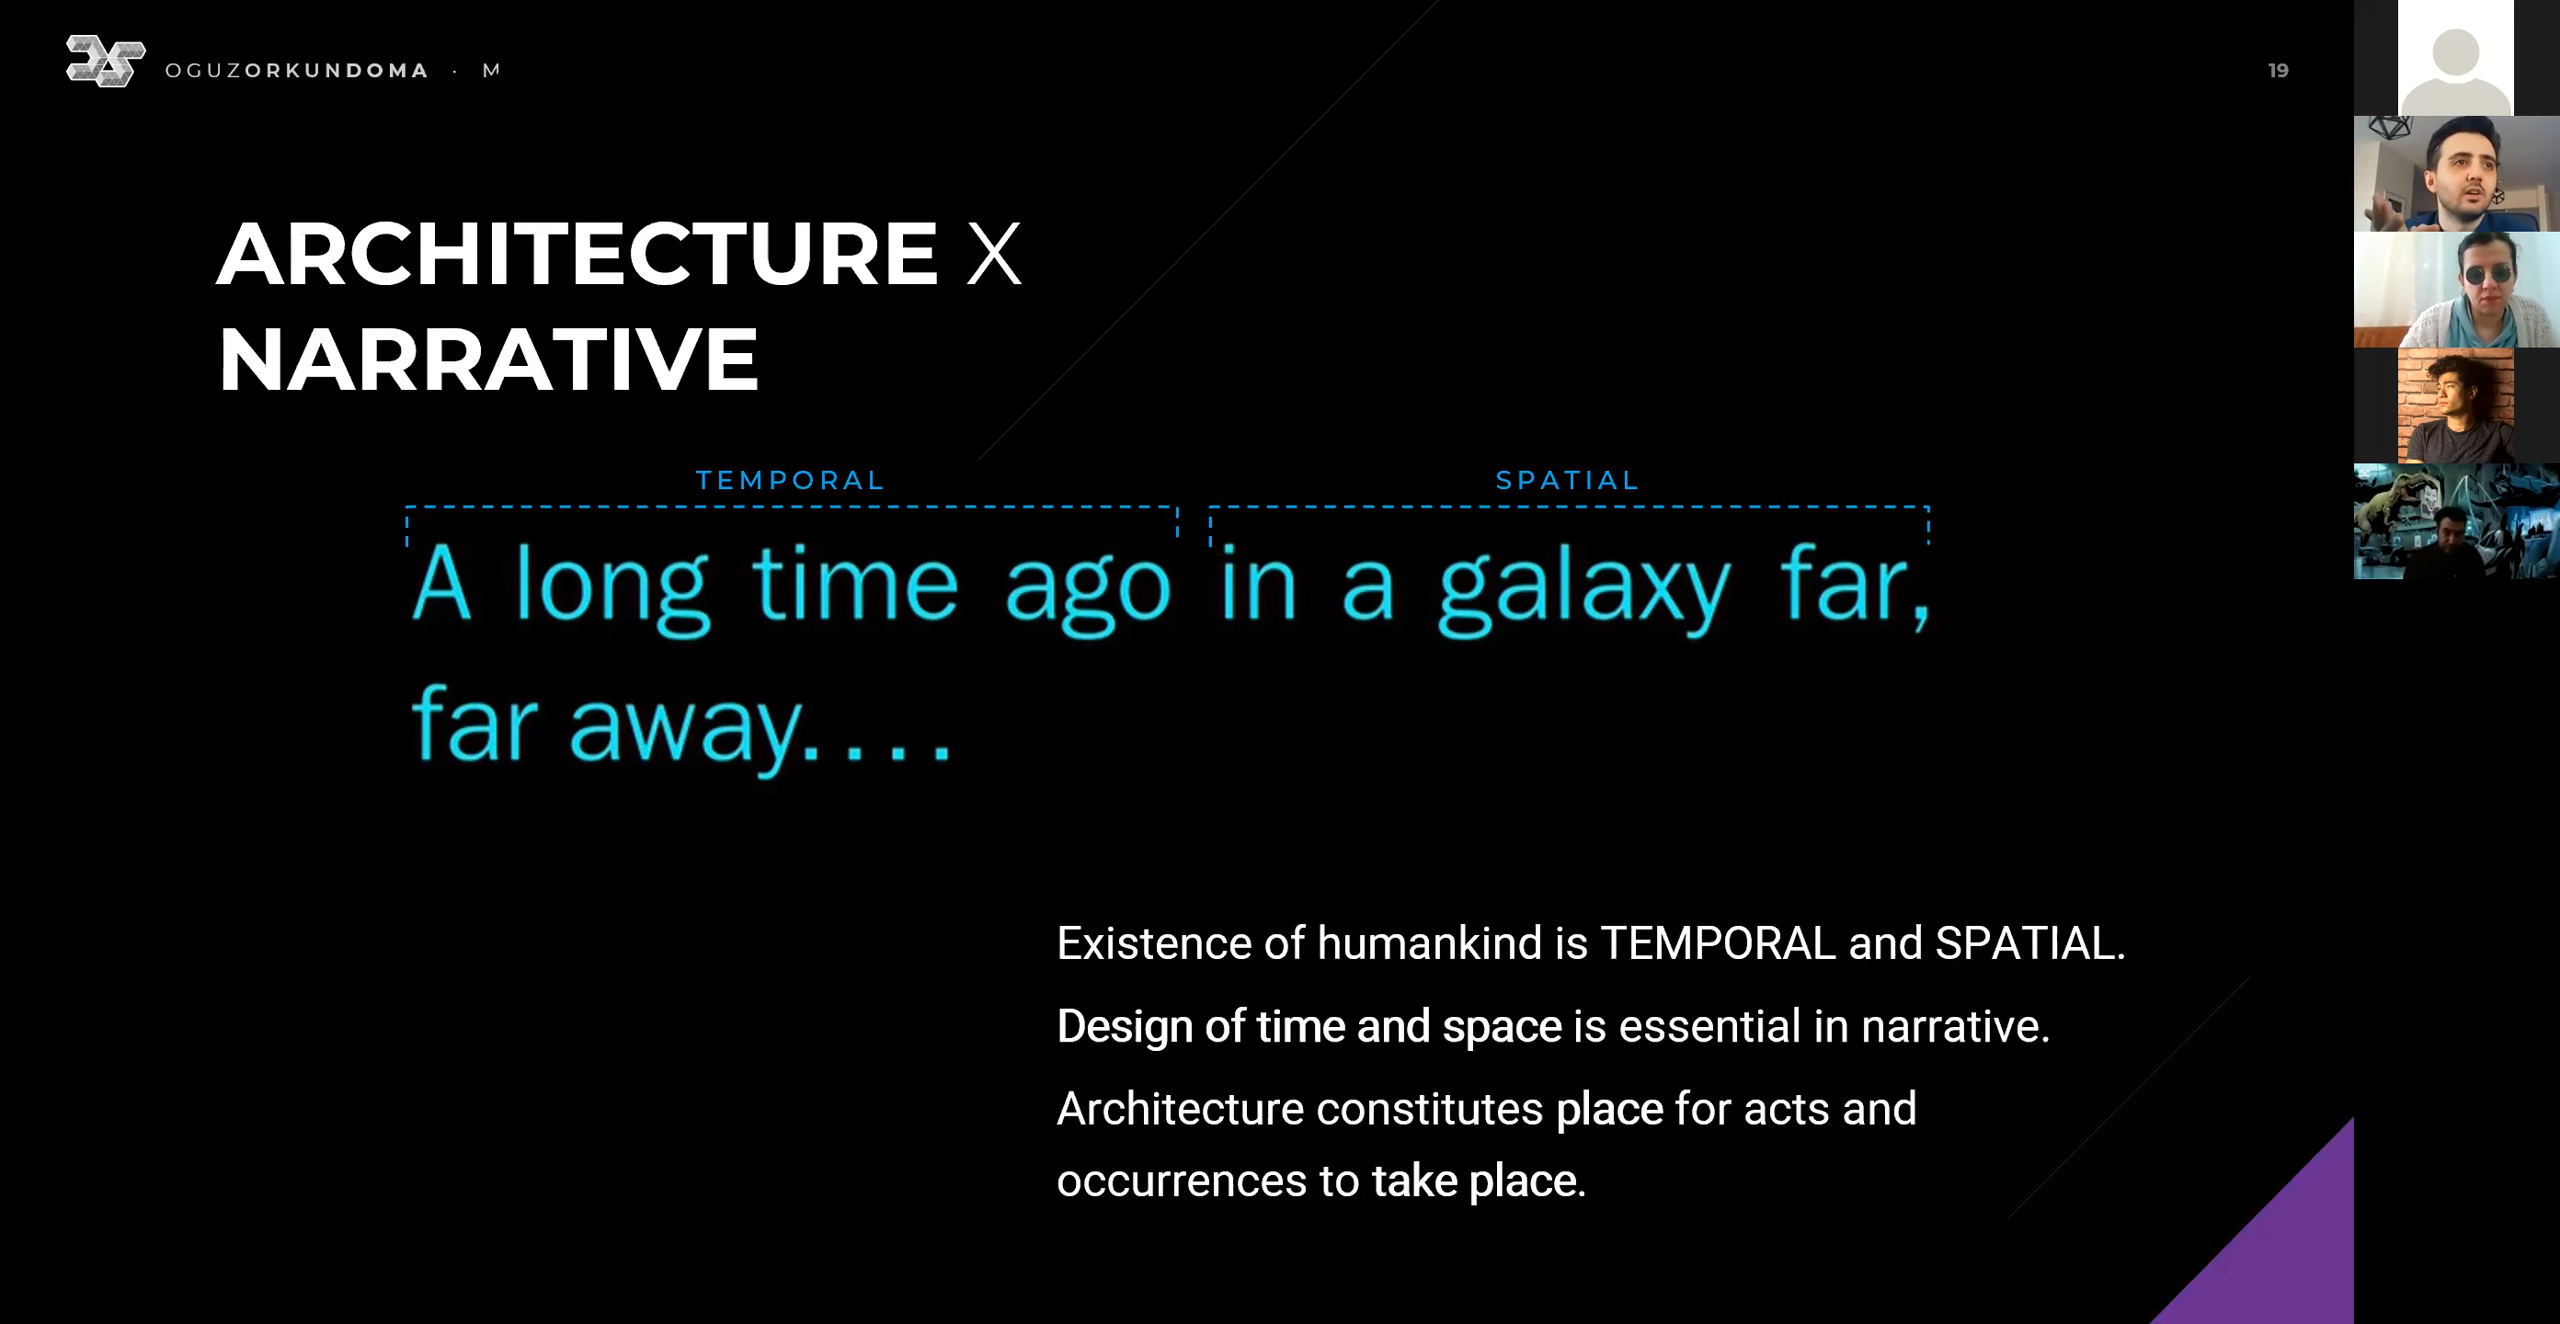 OGUZORKUNDOMA · M
19
ARCHITECTURE X
NARRATIVE
TEMPORAL SPATIAL
A long time ago in a galaxy far,
far away....
Existence of humankind is TEMPORAL and SPATIAL.
Design of time and space is essential in narrative.
Architecture constitutes place for acts and
occurrences to take place.